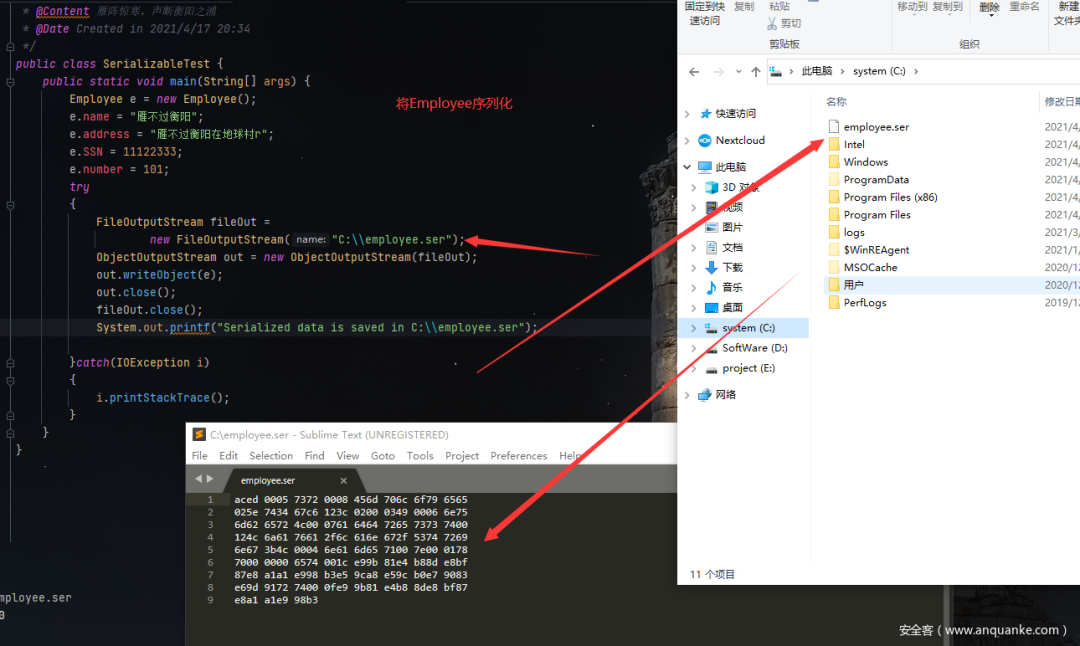 * @Content 雁阵惊寒，声断衡阳之浦
* @Date Created in 2021/4/17 20:34
*/
public class SerializableTest {
public static void main(String[] args) {
Employee e = new Employee();
e.name = "雁不过衡阳";
e.address = "雁不过衡阳在地球村r";
e.SSN = 11122333;
e.number = 101;
try
{
FileOutputStream fileOut =
new FileOutputStream( name: "C:\\employee.ser");
ObjectOutputStream out = new ObjectOutputStream(fileOut);
out.writeObject(e);
out.close();
fileOut.close();
System.out.printf("Serialized data is saved in C:\\employee.ser");
}catch(IOException i)
{
i.printStackTrace();
}
}
}
将Employee序列化
mployee.ser
0
C:\employee.ser - Sublime Text (UNREGISTERED)
File Edit Selection Find View Goto Tools Project Preferences Help
employee.ser ×
1 aced 0005 7372 0008 456d 706c 6f79 6565
2 025e 7434 67c6 123c 0200 0349 0006 6e75
3 6d62 6572 4c00 0761 6464 7265 7373 7400
4 124c 6a61 7661 2f6c 616e 672f 5374 7269
5 6e67 3b4c 0004 6e61 6d65 7100 7e00 0178
6 7000 0000 6574 001c e99b 81e4 b88d e8bf
7 87e8 a1a1 e998 b3e5 9ca8 e59c b0e7 9083
8 e69d 9172 7400 0fe9 9b81 e4b8 8de8 bf87
9 e8a1 a1e9 98b3
固定到快 复制 粘贴 移动到 复制到 删除 重命名 新建
速访问 剪切 文件夹
剪贴板 组织
此电脑 › system (C:) ›
快速访问
Nextcloud
此电脑
3D 对象
视频
图片
文档
下载
音乐
桌面
system (C:)
SoftWare (D:)
project (E:)
网络
名称 修改日期
employee.ser 2021/4/
Intel 2021/4/
Windows 2021/4/
ProgramData 2021/4/
Program Files (x86) 2021/4/
Program Files 2021/4/
logs 2021/3/
$WinREAgent 2021/1/
MSOCache 2020/12
用户 2020/12
PerfLogs 2019/12
11 个项目
安全客（www.anquanke.com）